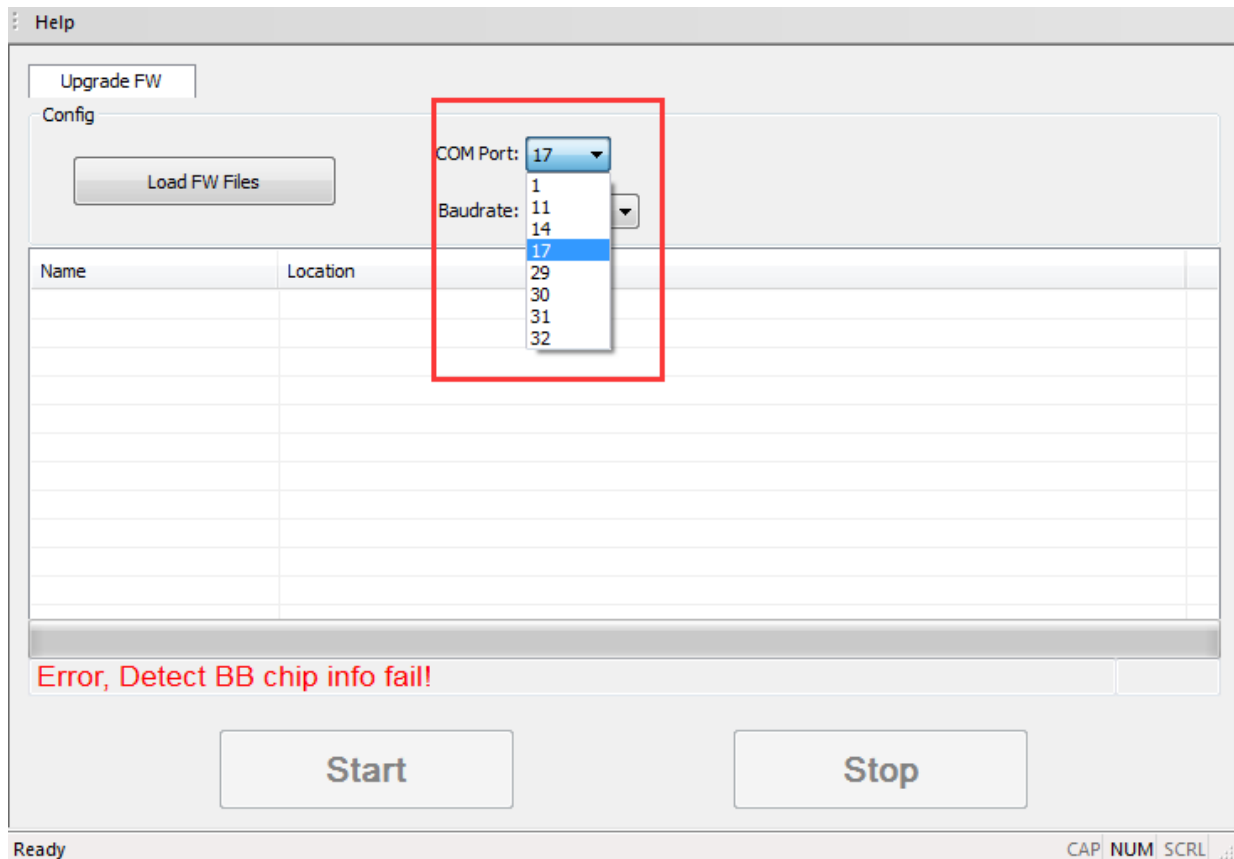 Help
Upgrade FW
Config
Load FW Files
COM Port: 17
1
11
14
17
29
30
31
32
Baudrate:
Name Location
Error, Detect BB chip info fail!
Start Stop
Ready CAP NUM SCRL